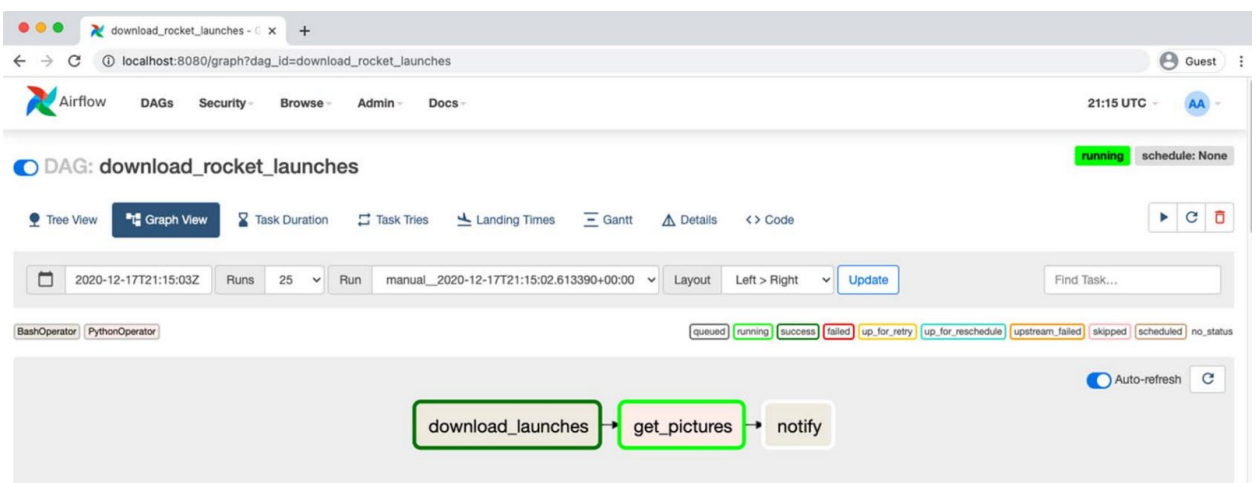 download_rocket_launches - G
localhost:8080/graph?dag_id=download_rocket_launches Guest
Airflow DAGs Security Browse Admin Docs 21:15 UTC AA
DAG: download_rocket_launches running schedule: None
Tree View Graph View Task Duration Task Tries Landing Times Gantt Details <> Code
2020-12-17T21:15:03Z Runs 25 Run manual__2020-12-17T21:15:02.613390+00:00 Layout Left > Right Update Find Task...
BashOperator PythonOperator queued running success failed up_for_retry up_for_reschedule upstream_failed skipped scheduled no_status
Auto-refresh
download_launches get_pictures notify